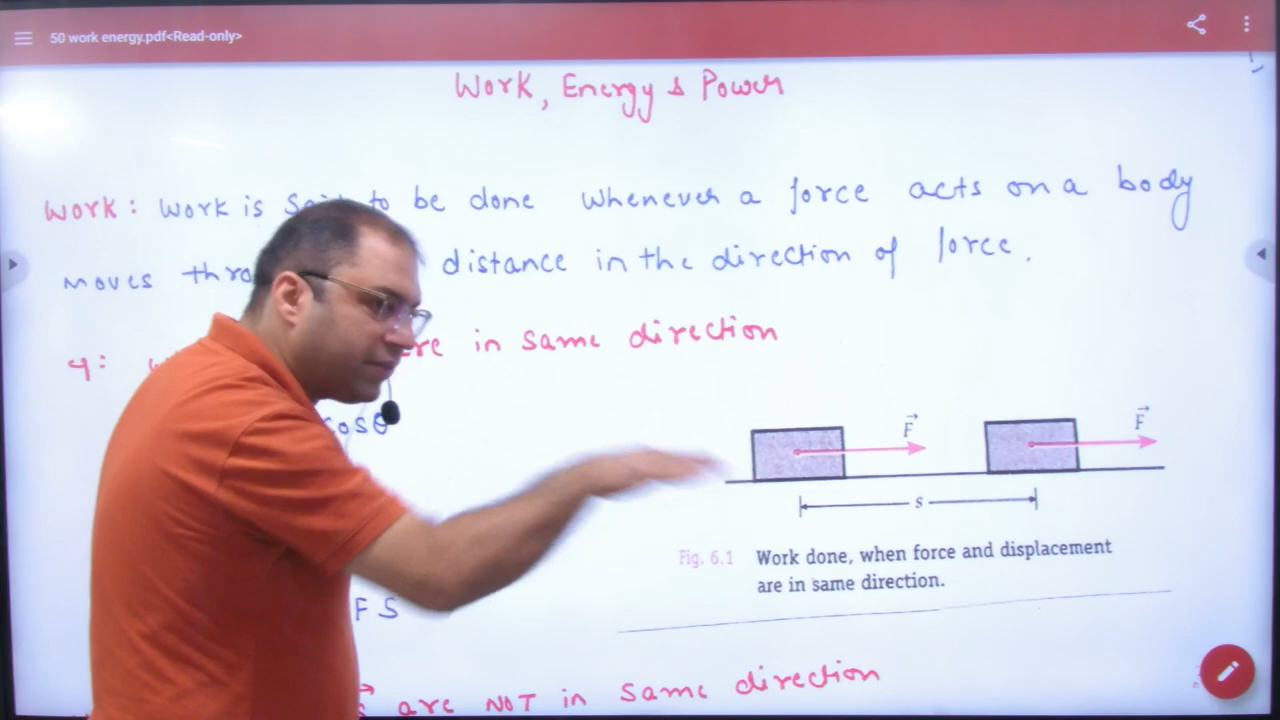 50 work energy.pdf<Read-only>
Work, Energy & Power
Work: Work is to be done whenever a force acts on a body
moves distance in the direction of force.
in same direction
cosθ
F
F
s
Fig. 6.1 Work done, when force and displacement
are in same direction.
F S
are NOT in same direction